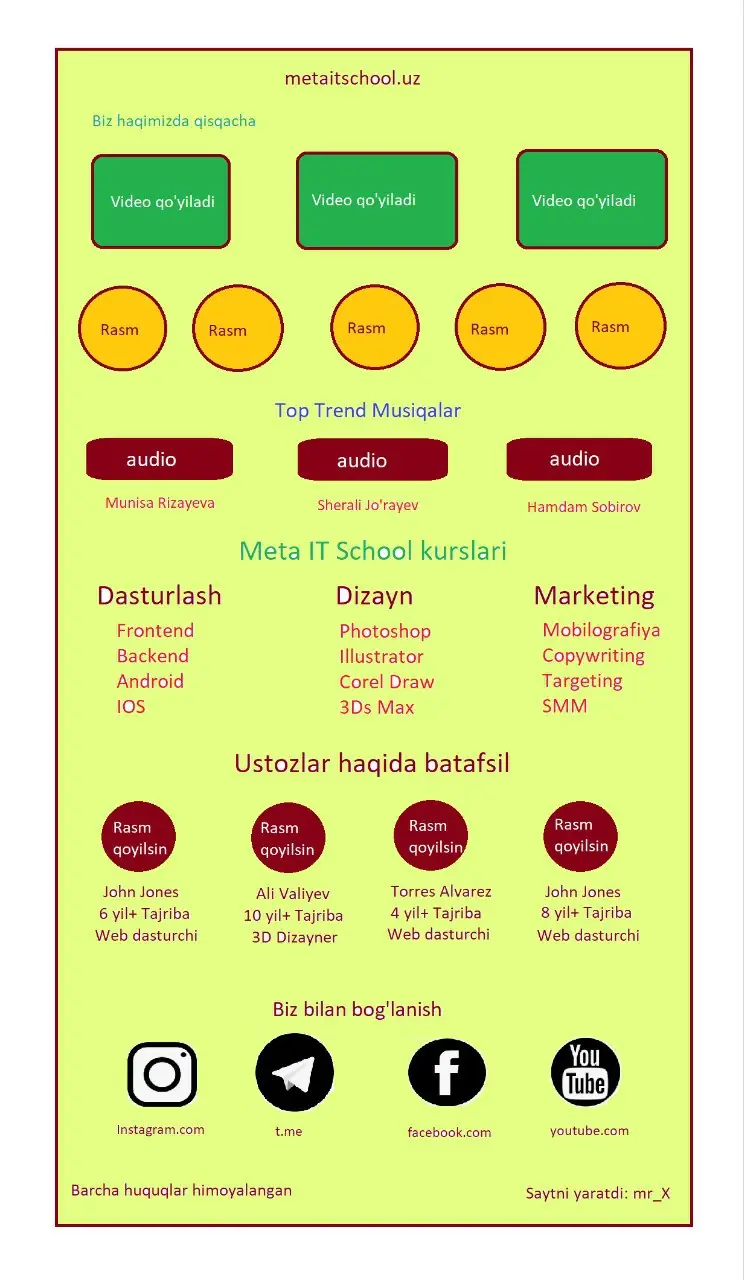 metaitschool.uz
Biz haqimizda qisqacha
Video qo'yiladi
Video qo'yiladi
Video qo'yiladi
Rasm
Rasm
Rasm
Rasm
Rasm
Top Trend Musiqalar
audio
audio
audio
Munisa Rizayeva
Sherali Jo'rayev
Hamdam Sobirov
Meta IT School kurslari
Dasturlash
Frontend
Backend
Android
IOS
Dizayn
Photoshop
Illustrator
Corel Draw
3Ds Max
Marketing
Mobilografiya
Copywriting
Targeting
SMM
Ustozlar haqida batafsil
Rasm
qoyilsin
John Jones
6 yil+ Tajriba
Web dasturchi
Rasm
qoyilsin
Ali Valiyev
10 yil+ Tajriba
3D Dizayner
Rasm
qoyilsin
Torres Alvarez
4 yil+ Tajriba
Web dasturchi
Rasm
qoyilsin
John Jones
8 yil+ Tajriba
Web dasturchi
Biz bilan bog'lanish
You
Tube
Instagram.com
t.me
facebook.com
youtube.com
Barcha huquqlar himoyalangan
Saytni yaratdi: mr_X